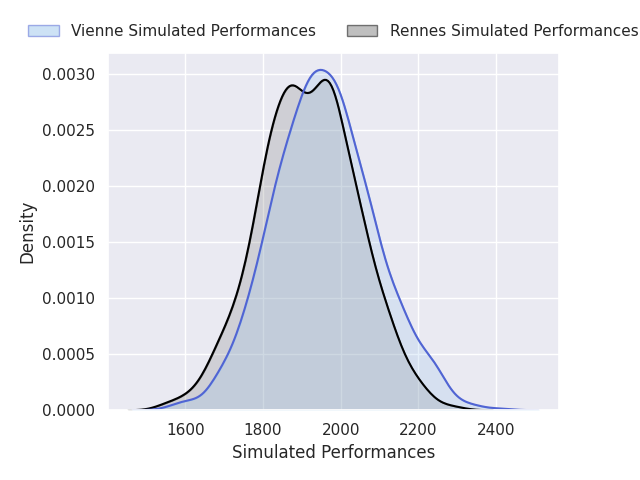 Vienne Simulated Performances Rennes Simulated Performances
0.0030
0.0025
0.0020
0.0015
0.0010
0.0005
0.0000
Density
1600 1800 2000 2200 2400
Simulated Performances